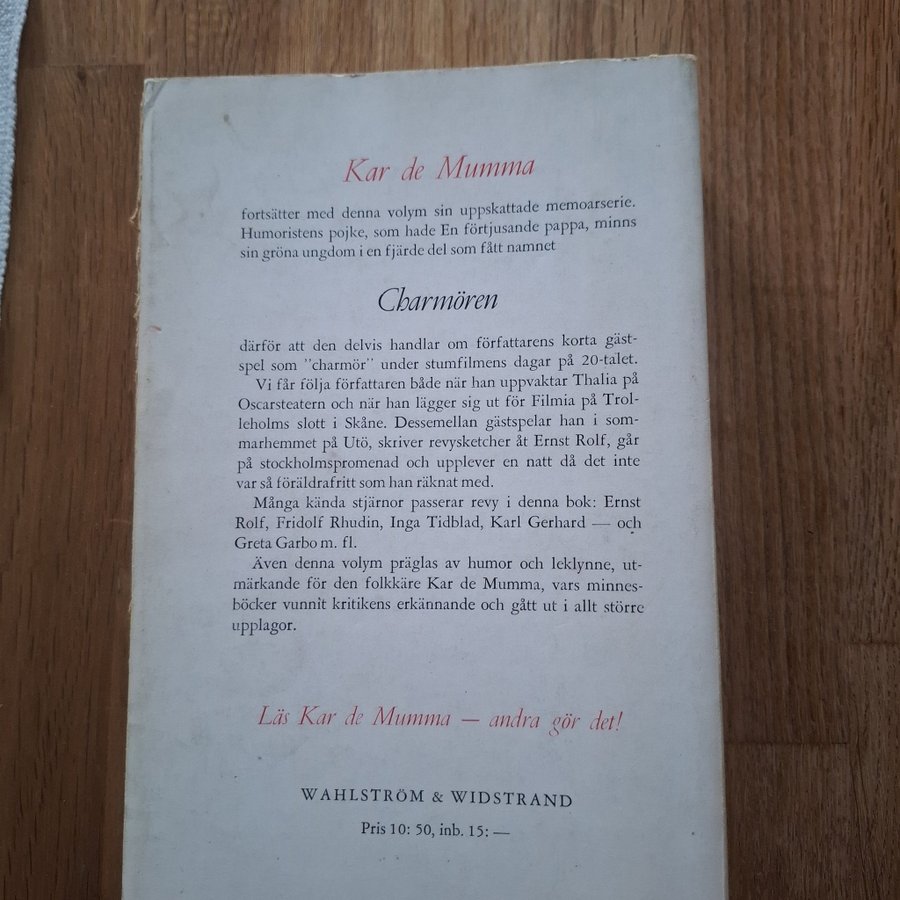 Kar de Mumma
fortsätter med denna volym sin uppskattade memoarserie.
Humoristens pojke, som hade En förtjusande pappa, minns
sin gröna ungdom i en fjärde del som fått namnet
Charmören
därför att den delvis handlar om författarens korta gäst-
spel som "charmör" under stumfilmens dagar på 20-talet.
Vi får följa författaren både när han uppvaktar Thalia på
Oscarsteatern och när han lägger sig ut för Filmia på Trol-
leholms slott i Skåne. Dessemellan gästspelar han i som-
marhemmet på Utö, skriver revysketcher åt Ernst Rolf, går
på stockholmspromenad och upplever en natt då det inte
var så föräldrafritt som han räknat med.
Många kända stjärnor passerar revy i denna bok: Ernst
Rolf, Fridolf Rhudin, Inga Tidblad, Karl Gerhard — och
Greta Garbo m. fl.
Även denna volym präglas av humor och leklynne, ut-
märkande för den folkkäre Kar de Mumma, vars minnes-
böcker vunnit kritikens erkännande och gått ut i allt större
upplagor.
Läs Kar de Mumma — andra gör det!
WAHLSTRÖM & WIDSTRAND
Pris 10: 50, inb. 15: —